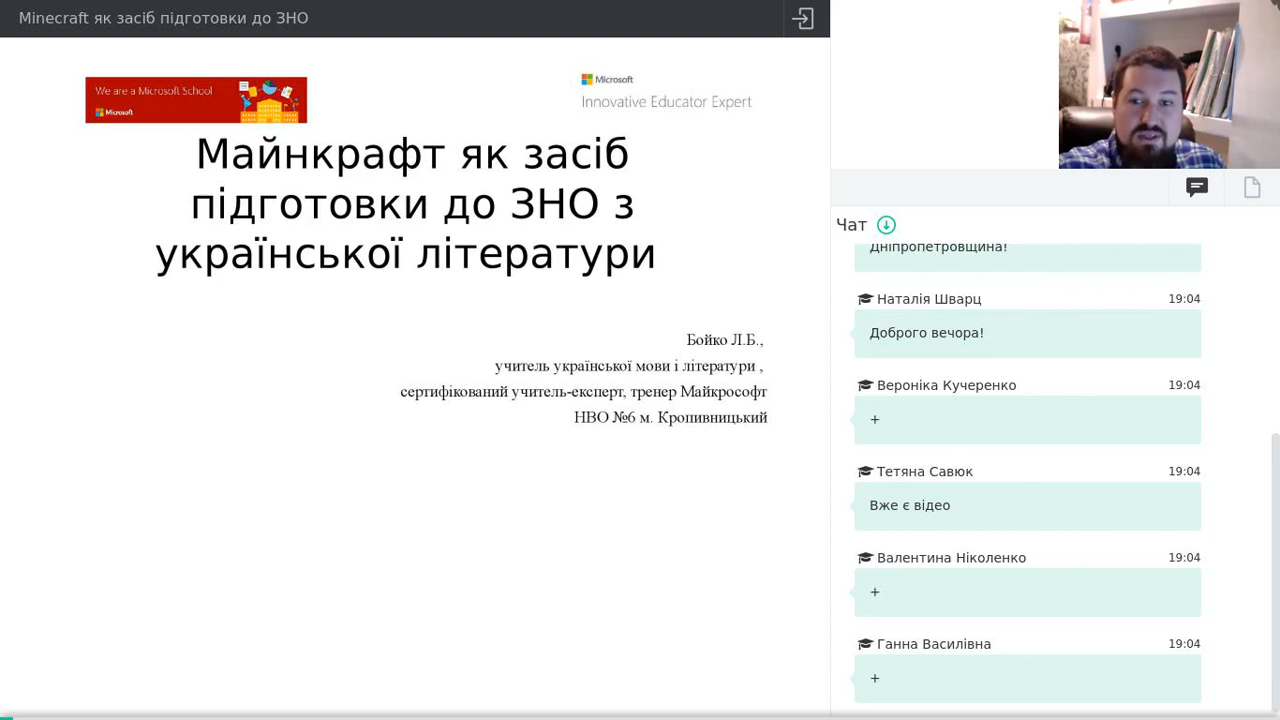 Minecraft як засіб підготовки до ЗНО
We are a Microsoft School
Microsoft
Microsoft
Innovative Educator Expert
Майнкрафт як засіб
підготовки до ЗНО з
української літератури
Бойко Л.Б.,
учитель української мови і літератури ,
сертифікований учитель-експерт, тренер Майкрософт
НВО №6 м. Кропивницький
Чат
Дніпропетровщина!
Наталія Шварц 19:04
Доброго вечора!
Вероніка Кучеренко 19:04
+
Тетяна Савюк 19:04
Вже є відео
Валентина Ніколенко 19:04
+
Ганна Василівна 19:04
+